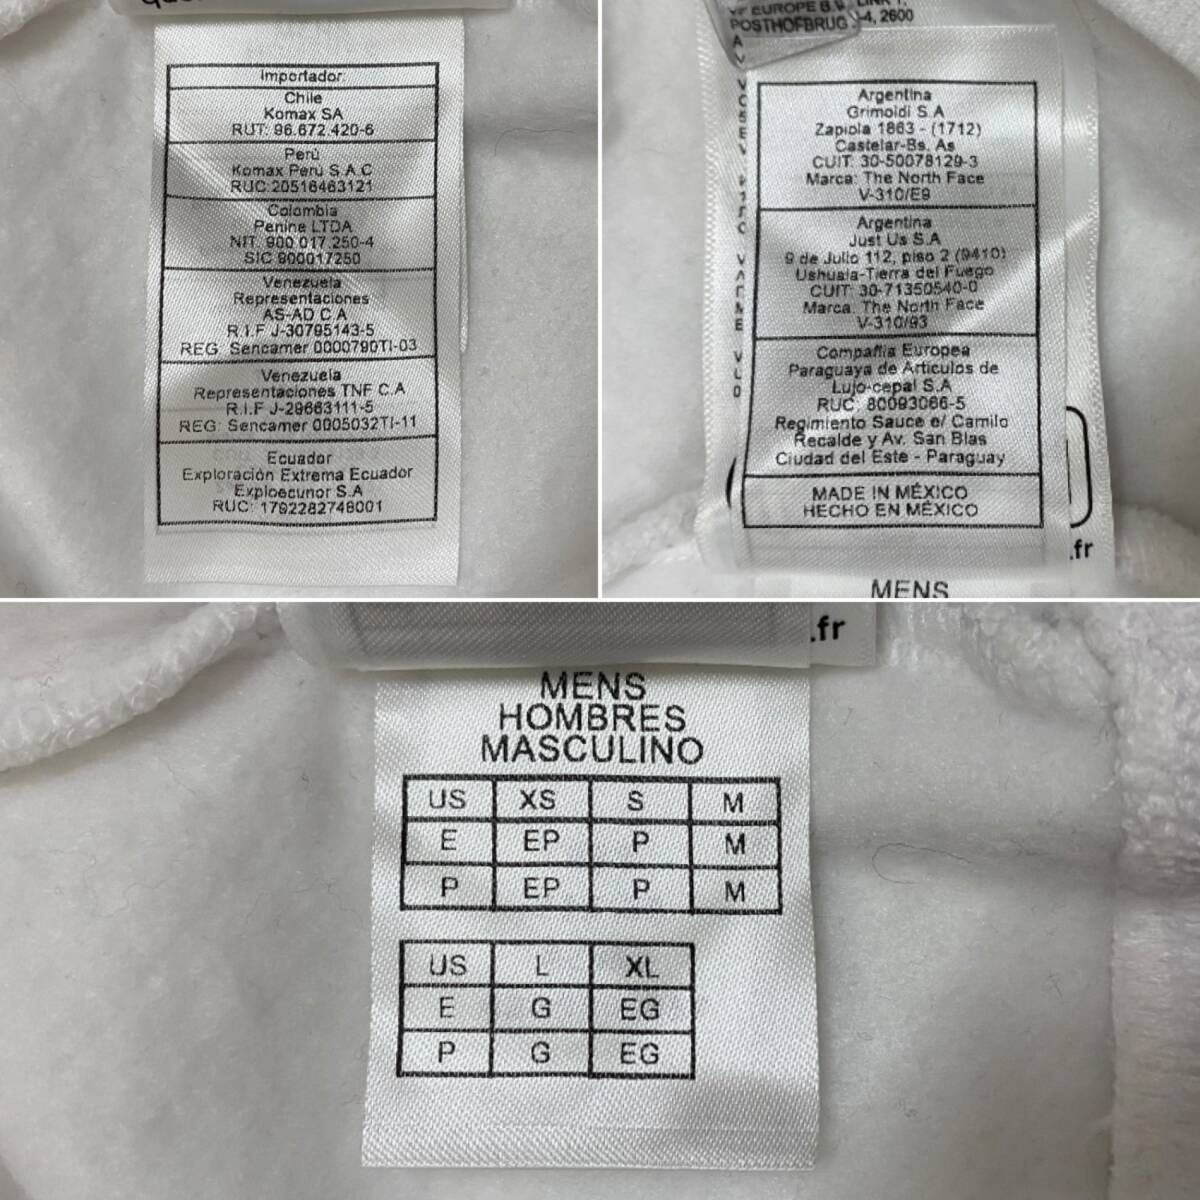 Importador:
Chile
Komax SA
RUT: 96.672.420-6
Perú
Komax Perú S.A.C
RUC:20516463121
Colombia
Penine LTDA
NIT. 900.017.250-4
SIC 900017250
Venezuela
Representaciones
AS-AD C.A
R.I.F J-30795143-5
REG: Sencamer 0000790TI-03
Venezuela
Representaciones TNF C.A
R.I.F J-29663111-5
REG: Sencamer 0005032TI-11
Ecuador
Exploración Extrema Ecuador
Exploecunor S.A
RUC: 1792282748001
VF EUROPE B.V.
POSTHOFBRUG
-4, 2600
Argentina
Grimoldi S.A
Zapiola 1863 - (1712)
Castelar-Bs. As
CUIT: 30-50078129-3
Marca: The North Face
V-310/E9
Argentina
Just Us S.A
9 de Julio 112, piso 2 (9410)
Ushuaia-Tierra del Fuego
CUIT: 30-71350540-0
Marca: The North Face
V-310/93
Compañia Europea
Paraguaya de Articulos de
Lujo-cepal S.A
RUC: 80093066-5
Regimiento Sauce e/ Camilo
Recalde y Av. San Blas
Ciudad del Este - Paraguay
MADE IN MÉXICO
HECHO EN MÉXICO
.fr
MENS
.fr
MENS
HOMBRES
MASCULINO
US XS S M
E EP P M
P EP P M
US L XL
E G EG
P G EG